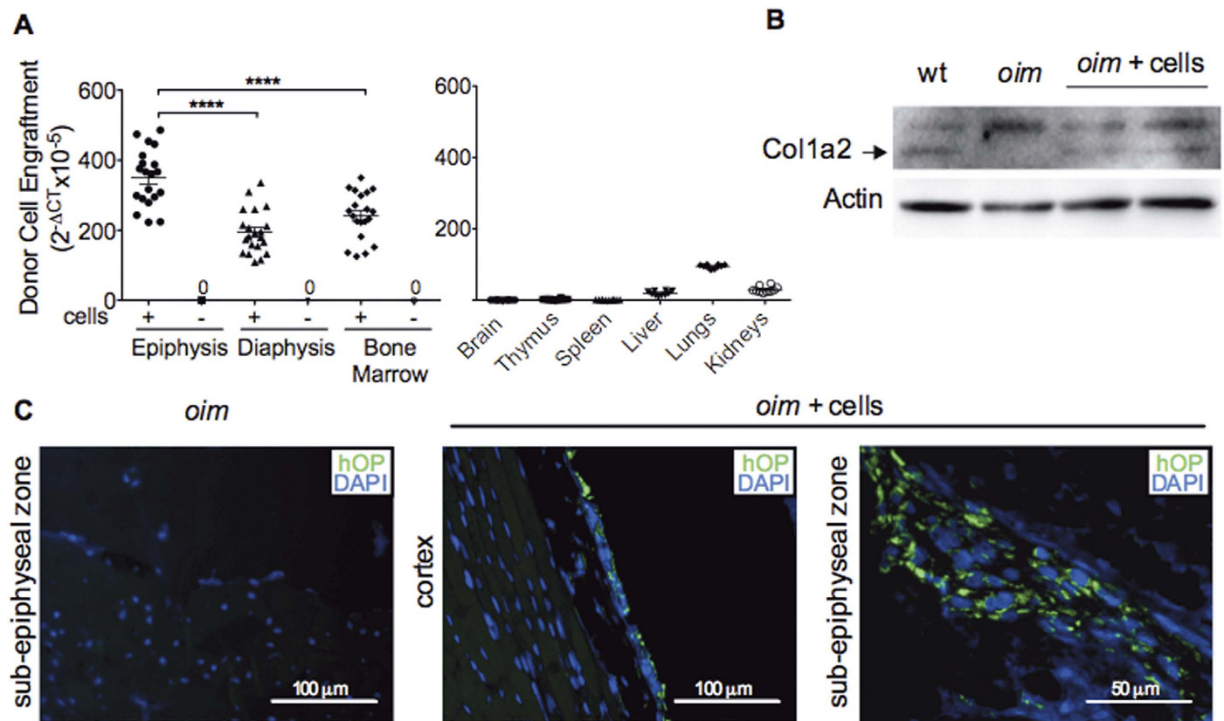 A
Donor Cell Engraftment
(2-ΔCTx10-5)
600
400
200
0
****
****
0
0
0
cells
+
-
+
-
+
-
Epiphysis
Diaphysis
Bone
Marrow
600
400
200
Brain
Thymus
Spleen
Liver
Lungs
Kidneys
B
wt
oim
oim + cells
Col1a2
Actin
C
oim
oim + cells
sub-epiphyseal zone
hOP
DAPI
100 µm
cortex
hOP
DAPI
100 µm
sub-epiphyseal zone
hOP
DAPI
50 µm